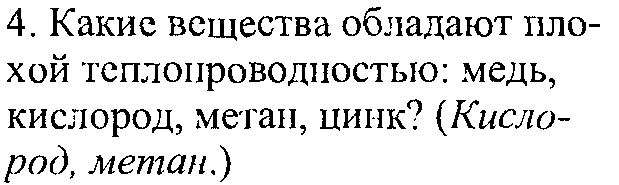 4. Какие вещества обладают пло-
хой теплопроводностью: медь,
кислород, метан, цинк? (Кисло-
род, метан.)